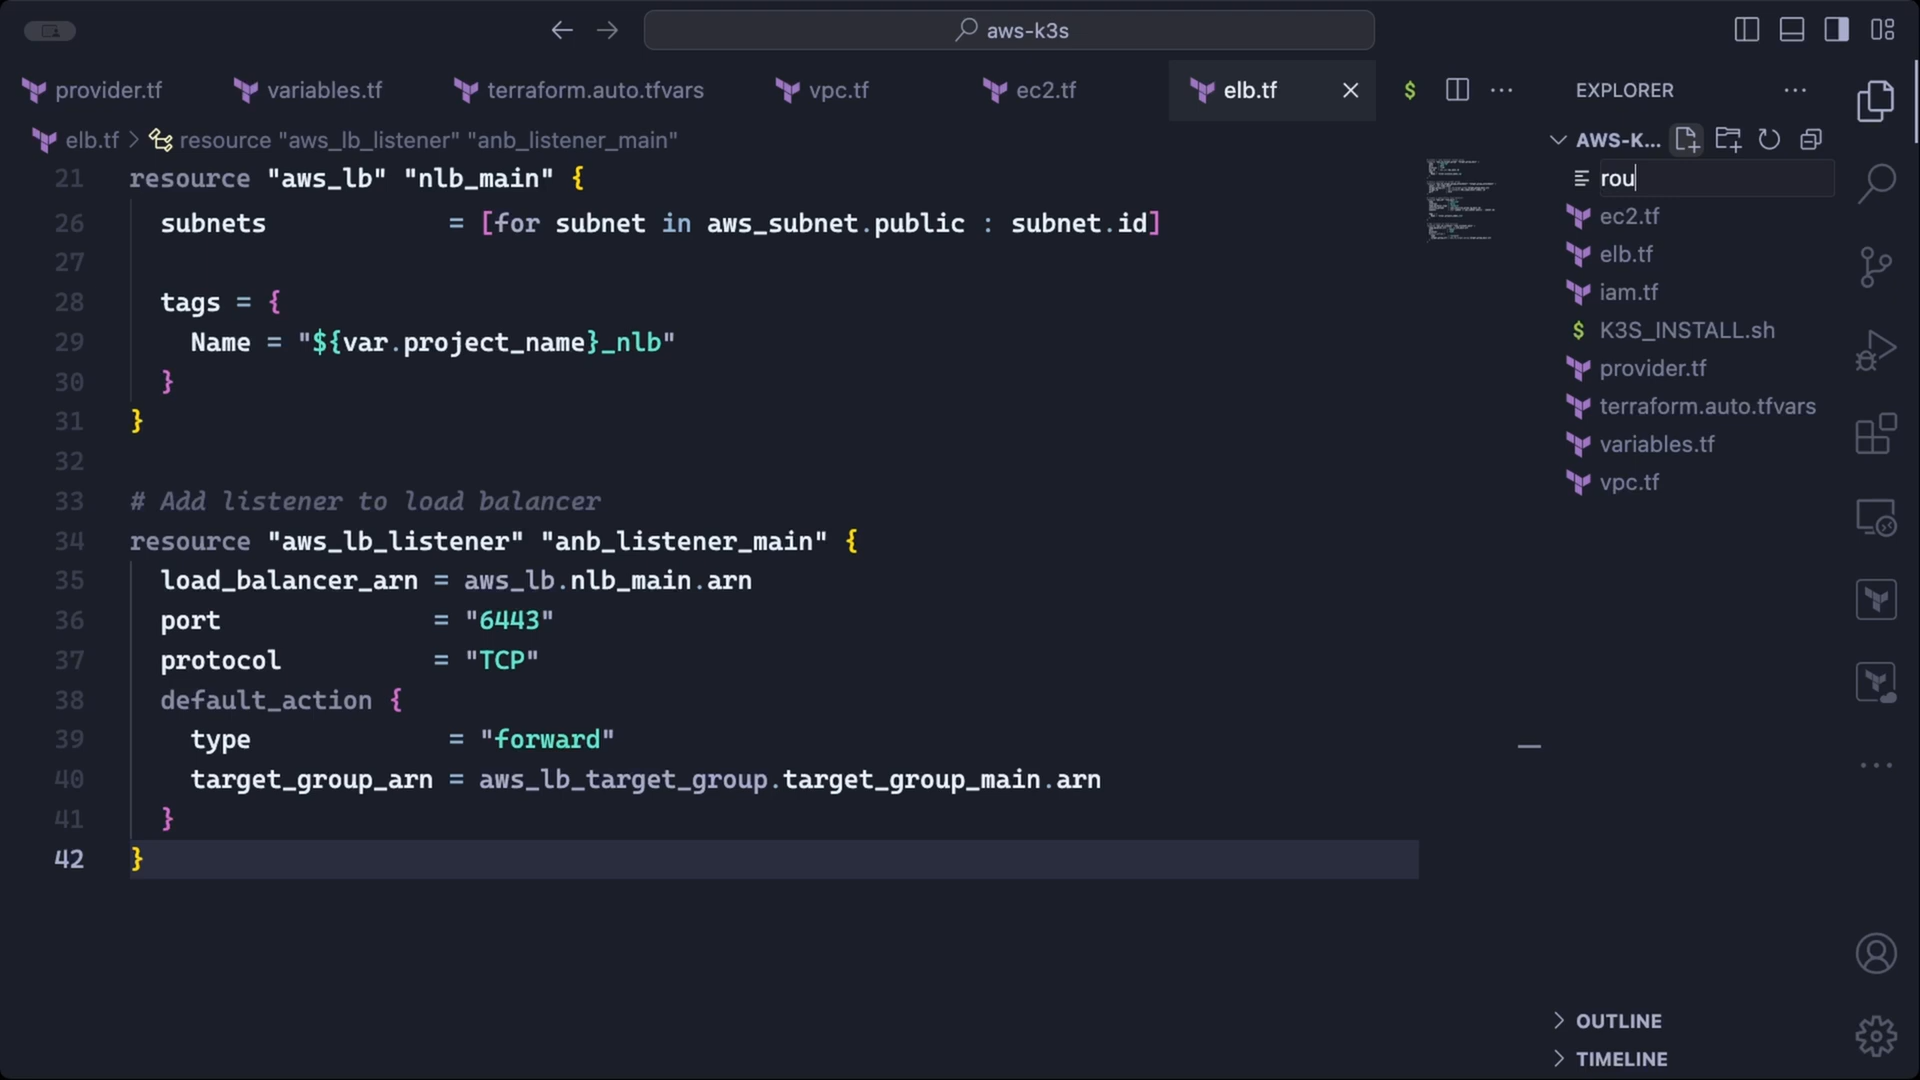 aws-k3s
provider.tf
variables.tf
terraform.auto.tfvars
vpc.tf
ec2.tf
elb.tf
elb.tf > resource "aws_lb_listener" "anb_listener_main"
21 resource "aws_lb" "nlb_main" {
26 subnets = [for subnet in aws_subnet.public : subnet.id]
27
28 tags = {
29 Name = "${var.project_name}_nlb"
30 }
31 }
32
33 # Add listener to load balancer
34 resource "aws_lb_listener" "anb_listener_main" {
35 load_balancer_arn = aws_lb.nlb_main.arn
36 port = "6443"
37 protocol = "TCP"
38 default_action {
39 type = "forward"
40 target_group_arn = aws_lb_target_group.target_group_main.arn
41 }
42 }
EXPLORER
AWS-K...
rou
ec2.tf
elb.tf
iam.tf
$ K3S_INSTALL.sh
provider.tf
terraform.auto.tfvars
variables.tf
vpc.tf
OUTLINE
TIMELINE